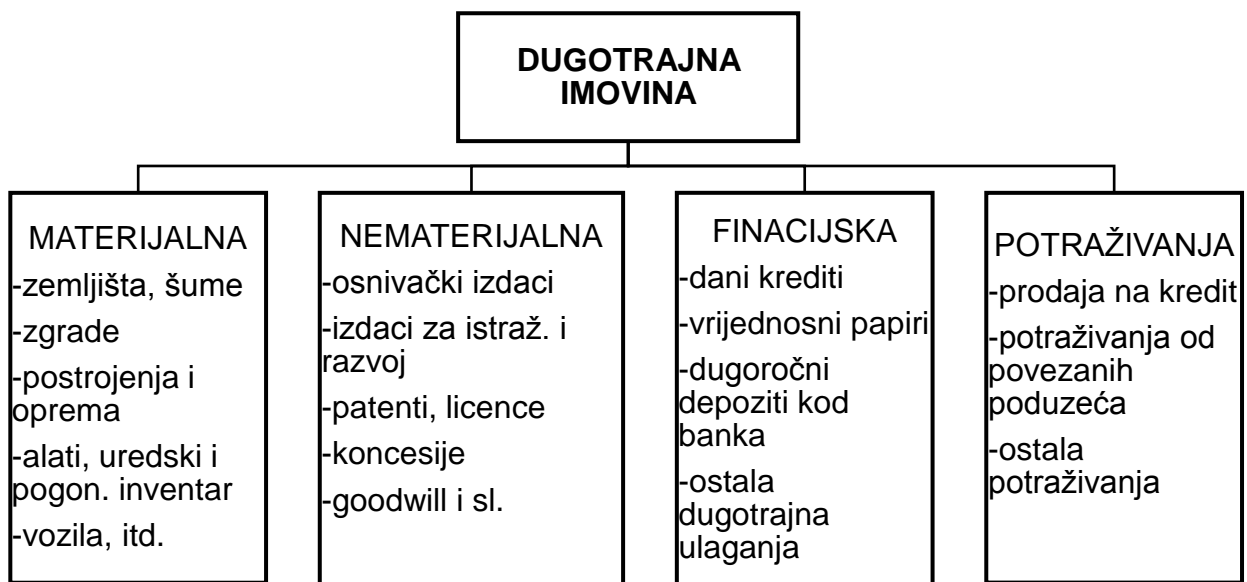 DUGOTRAJNA
IMOVINA
MATERIJALNA
-zemljišta, šume
-zgrade
-postrojenja i
oprema
-alati, uredski i
pogon. inventar
-vozila, itd.
NEMATERIJALNA
-osnivački izdaci
-izdaci za istraž. i
razvoj
-patenti, licence
-koncesije
-goodwill i sl.
FINACIJSKA
-dani krediti
-vrijednosni papiri
-dugoročni
depoziti kod
banka
-ostala
dugotrajna
ulaganja
POTRAŽIVANJA
-prodaja na kredit
-potraživanja od
povezanih
poduzeća
-ostala
potraživanja